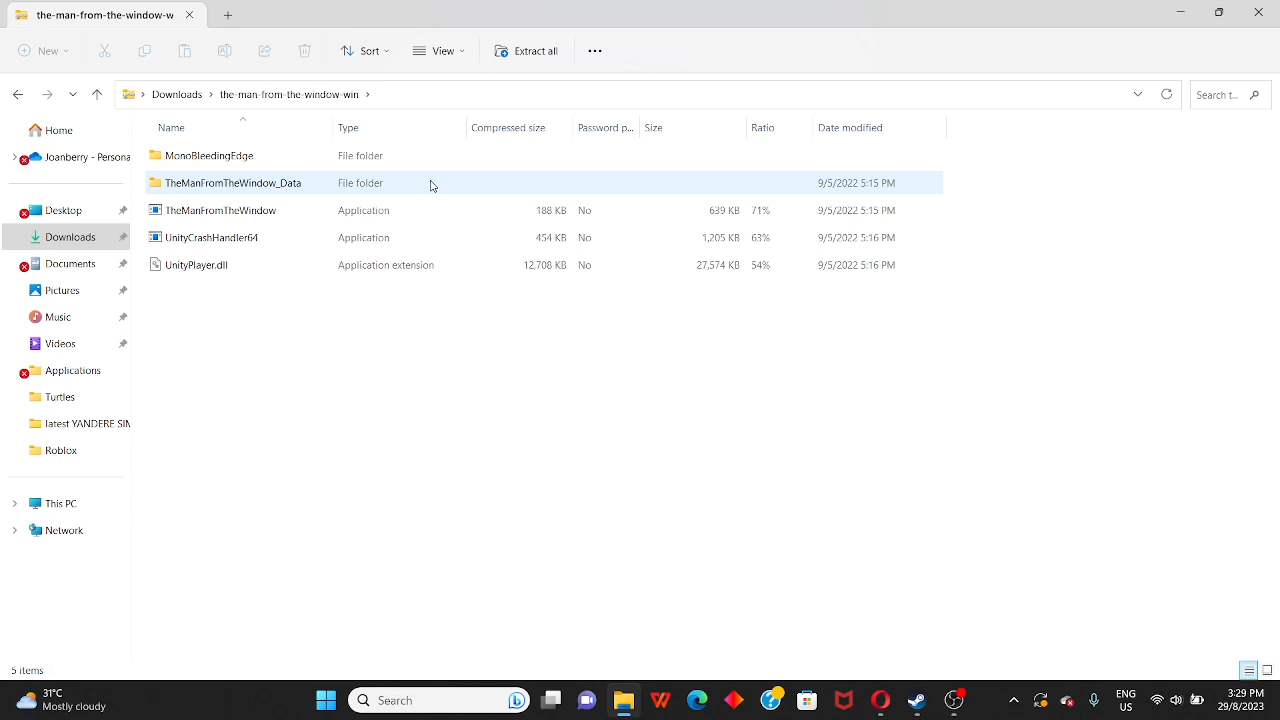 the-man-from-the-window-w
New
Sort
View
Extract all
Downloads
the-man-from-the-window-win
Search t...
Name Type Compressed size Password p... Size Ratio Date modified
Home
MonoBleedingEdge File folder
Joanberry - Persona
TheManFromTheWindow_Data File folder 9/5/2022 5:15 PM
Desktop
TheManFromTheWindow Application 188 KB No 639 KB 71% 9/5/2022 5:15 PM
Downloads
UnityCrashHandler64 Application 454 KB No 1,205 KB 63% 9/5/2022 5:16 PM
Documents
UnityPlayer.dll Application extension 12,708 KB No 27,574 KB 54% 9/5/2022 5:16 PM
Pictures
Music
Videos
Applications
Turtles
latest YANDERE SIM
Roblox
This PC
Network
5 items
31°C
Mostly cloudy
Search
ENG
US
3:29 PM
29/8/2023